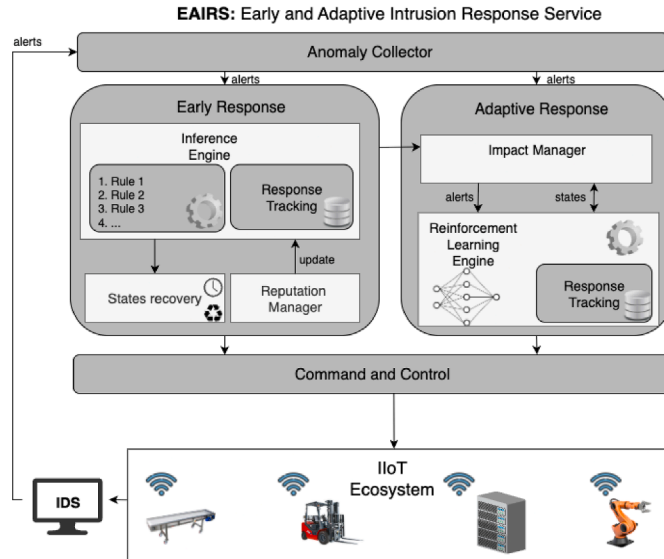 EAIRS: Early and Adaptive Intrusion Response Service
alerts
Anomaly Collector
alerts
alerts
Early Response
Inference
Engine
1. Rule 1
2. Rule 2
3. Rule 3
4. ...
Response
Tracking
update
States recovery
Reputation
Manager
Adaptive Response
Impact Manager
alerts
states
Reinforcement
Learning
Engine
Response
Tracking
Command and Control
IDS
IIoT
Ecosystem